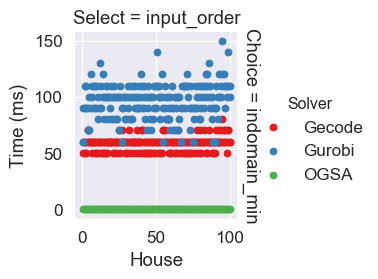 Select = input_order
Choice = indomain_min
150
100
50
0
Time (ms)
0
50
100
House
Solver
Gecode
Gurobi
OGSA